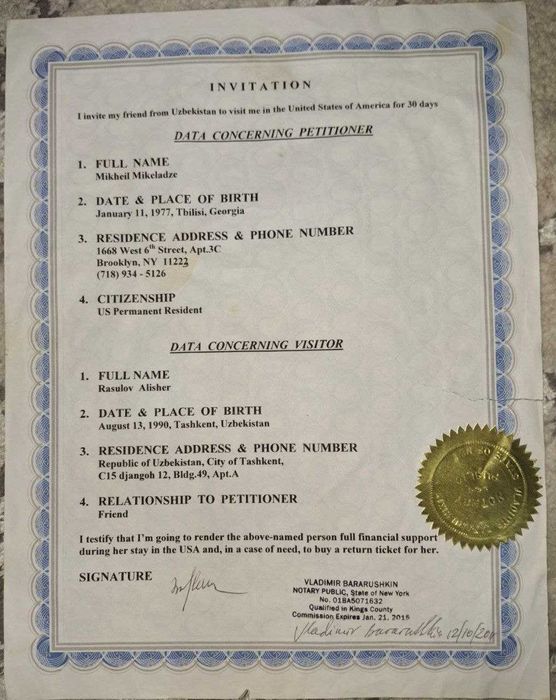 INVITATION
I invite my friend from Uzbekistan to visit me in the United States of America for 30 days
DATA CONCERNING PETITIONER
1. FULL NAME
Mikheil Mikeladze
2. DATE & PLACE OF BIRTH
January 11, 1977, Tbilisi, Georgia
3. RESIDENCE ADDRESS & PHONE NUMBER
1668 West 6th Street, Apt.3C
Brooklyn, NY 11223
(718) 934 - 5126
4. CITIZENSHIP
US Permanent Resident
DATA CONCERNING VISITOR
1. FULL NAME
Rasulov Alisher
2. DATE & PLACE OF BIRTH
August 13, 1990, Tashkent, Uzbekistan
3. RESIDENCE ADDRESS & PHONE NUMBER
Republic of Uzbekistan, City of Tashkent,
C15 djangoh 12, Bldg.49, Apt.A
4. RELATIONSHIP TO PETITIONER
Friend
I testify that I'm going to render the above-named person full financial support
during her stay in the USA and, in a case of need, to buy a return ticket for her.
SIGNATURE
VLADIMIR BARARUSHKIN
NOTARY PUBLIC, State of New York
No. 01BA5071632
Qualified in Kings County
Commission Expires Jan. 21, 2015
Vladimir Bararushkin 12/10/